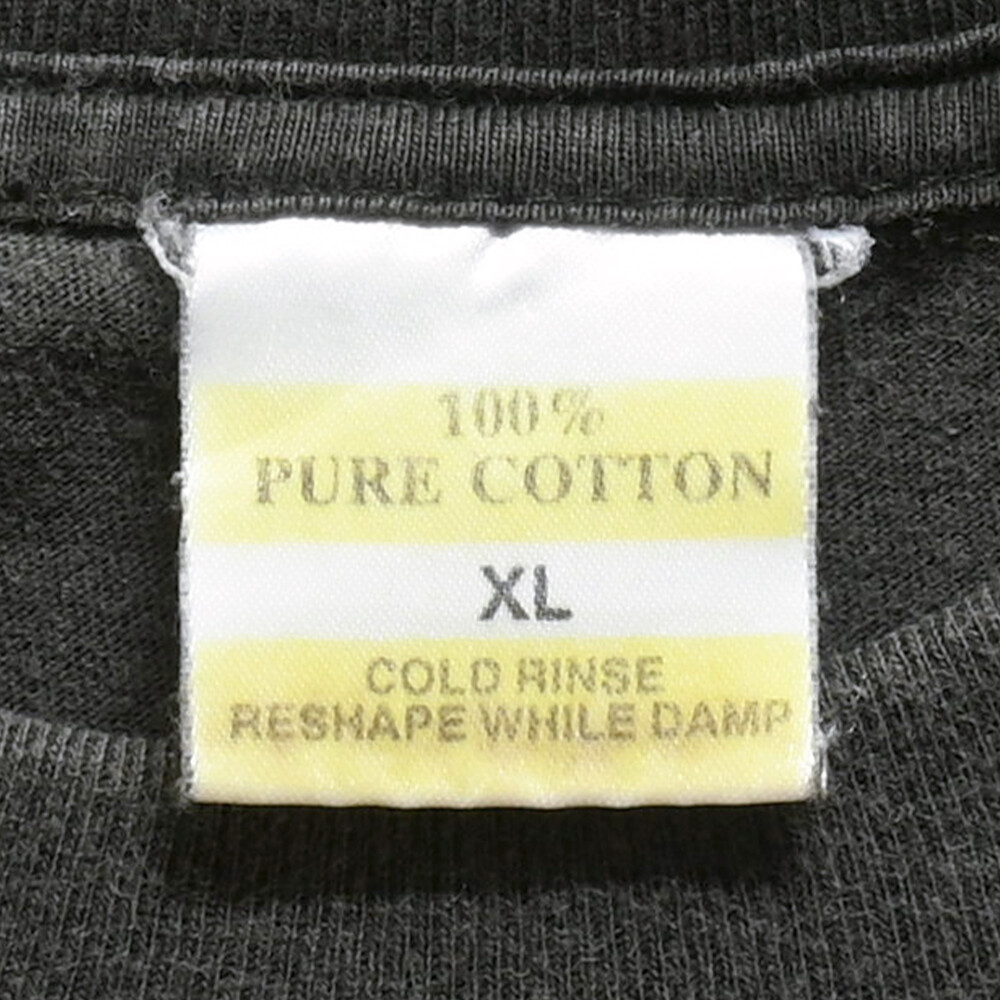 100%
PURE COTTON
XL
COLD RINSE
RESHAPE WHILE DAMP